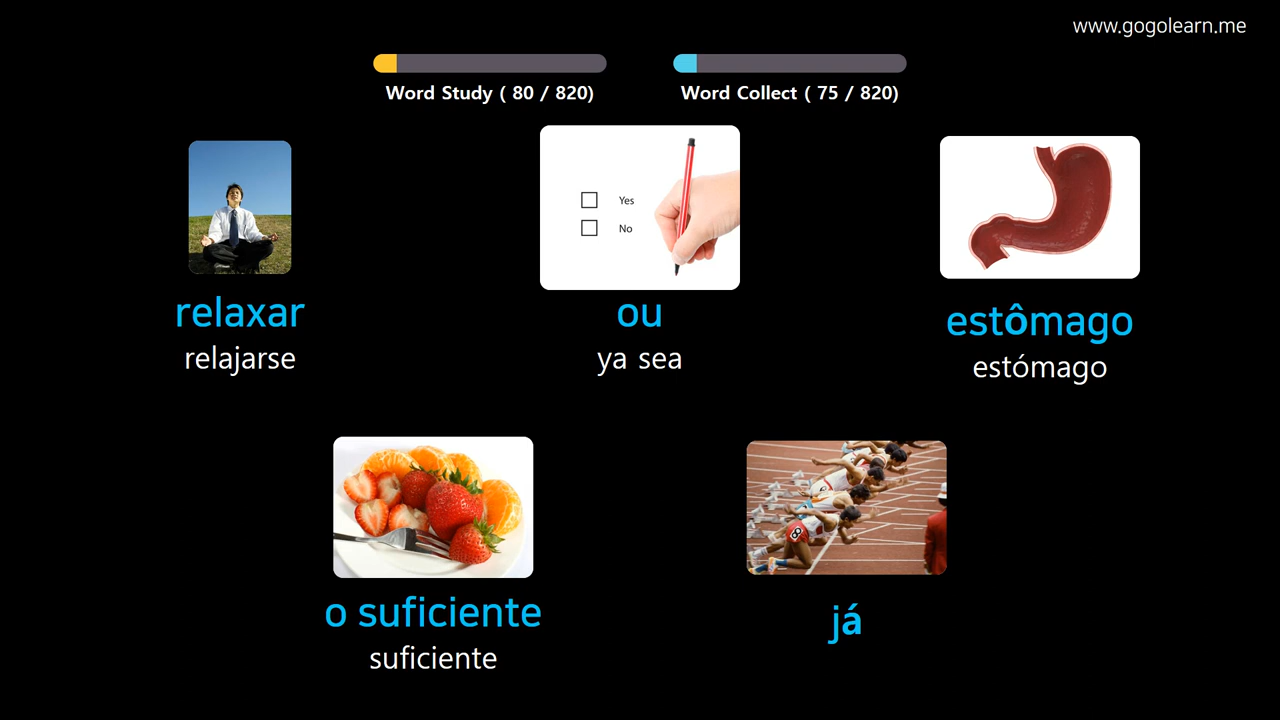 www.gogolearn.me
Word Study ( 80 / 820)
Word Collect ( 75 / 820)
Yes
No
relaxar
relajarse
ou
ya sea
estômago
estómago
8
o suficiente
suficiente
já